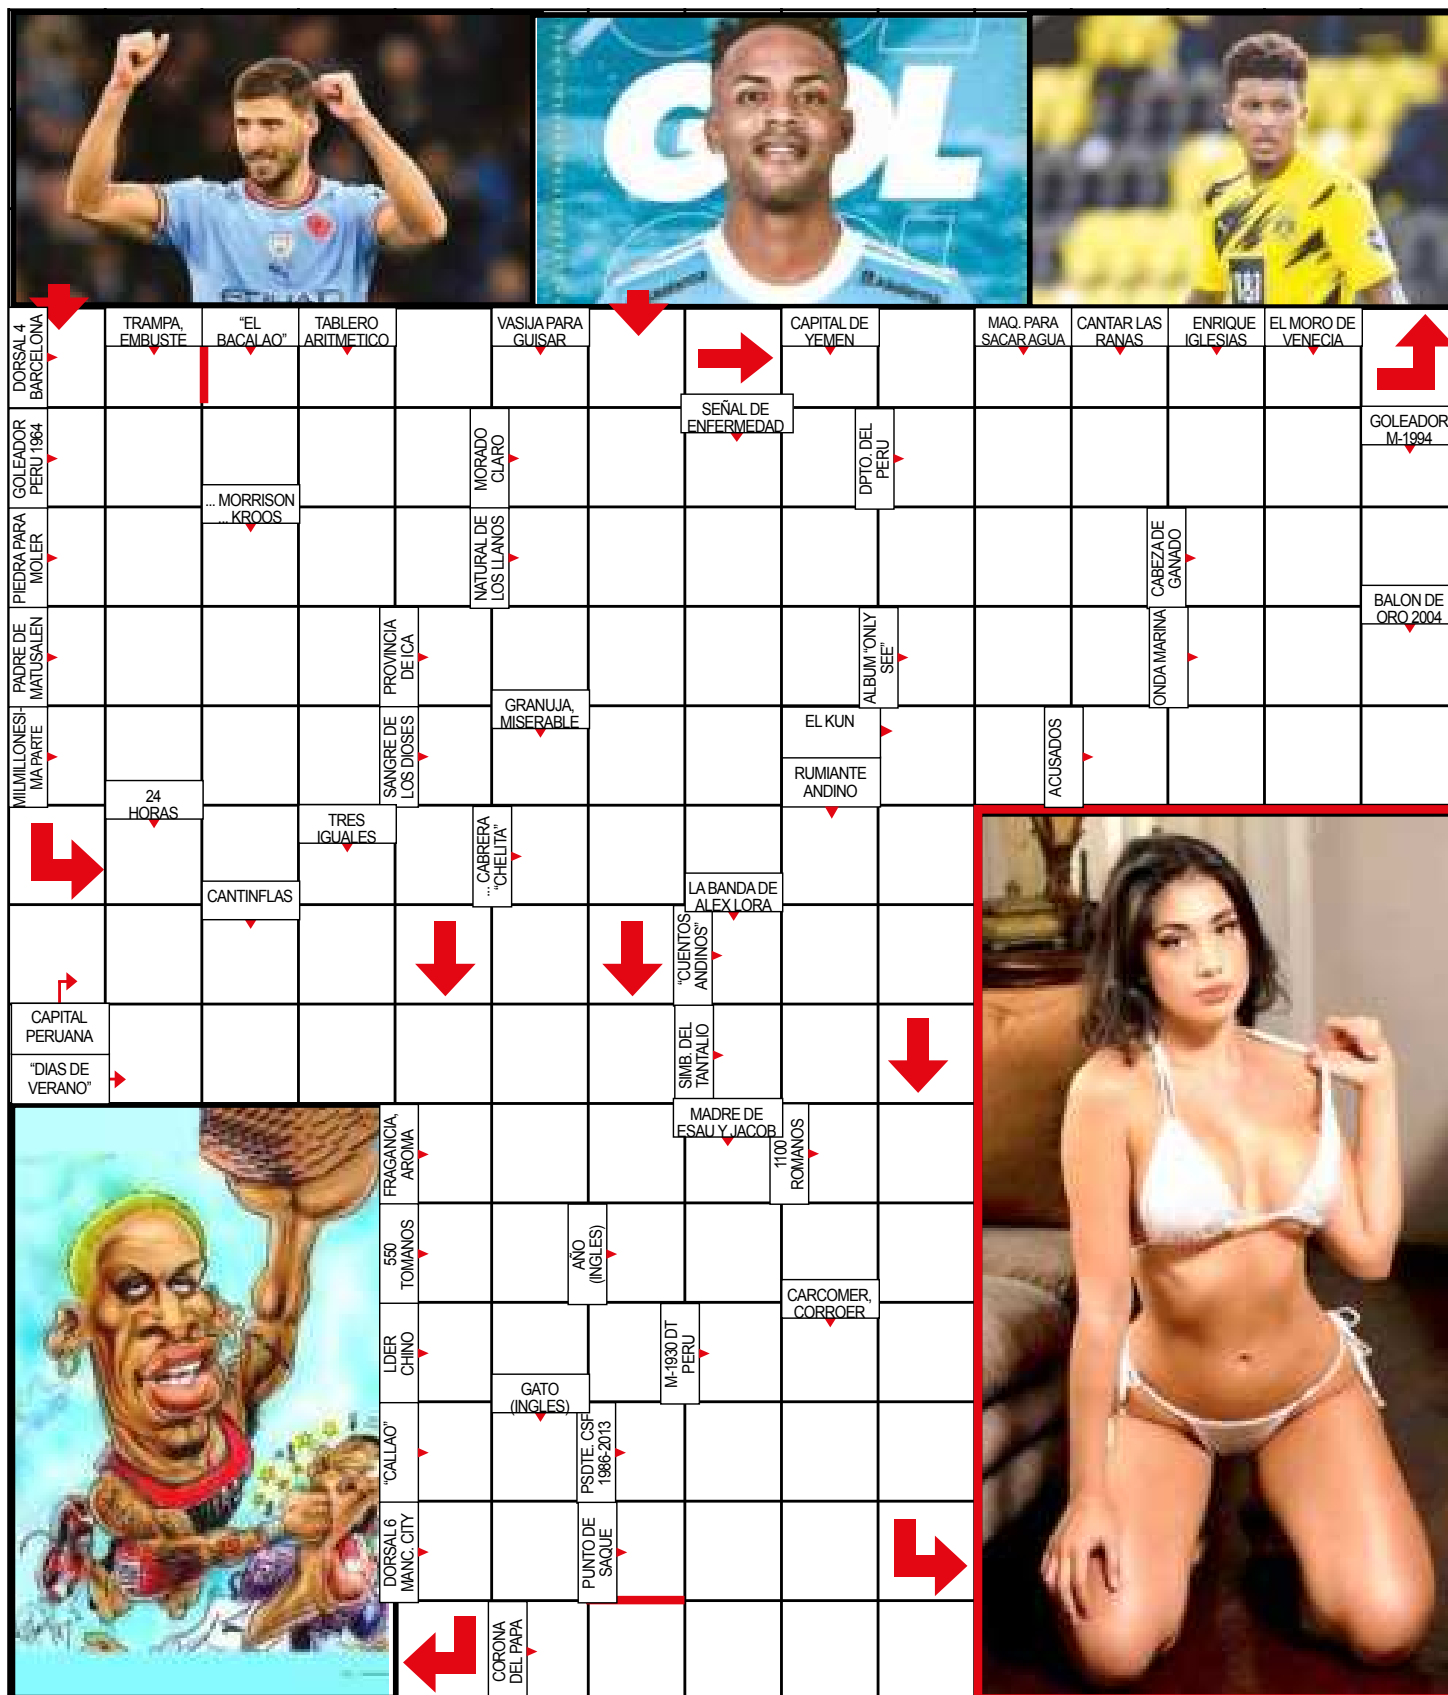 GOL
ETIHAD
DORSAL 4
BARCELONA
TRAMPA,
EMBUSTE
“EL
BACALAO”
TABLERO
ARITMETICO
VASIJA PARA
GUISAR
CAPITAL DE
YEMEN
MAQ. PARA
SACAR AGUA
CANTAR LAS
RANAS
ENRIQUE
IGLESIAS
EL MORO DE
VENECIA
SEÑAL DE
ENFERMEDAD
GOLEADOR
PERU 1964
MORADO
CLARO
DPTO. DEL
PERU
GOLEADOR
M-1994
... MORRISON
... KROOS
PIEDRA PARA
MOLER
NATURAL DE
LOS LLANOS
CABEZA DE
GANADO
BALON DE
ORO 2004
PADRE DE
MATUSALEN
PROVINCIA
DE ICA
ALBUM “ONLY
SEE”
ONDA MARINA
GRANUJA,
MISERABLE
MILMILLONESI-
MA PARTE
SANGRE DE
LOS DIOSES
EL KUN
RUMIANTE
ANDINO
ACUSADOS
24
HORAS
TRES
IGUALES
... CABRERA
“CHELITA”
CANTINFLAS
LA BANDA DE
ALEX LORA
“CUENTOS
ANDINOS”
CAPITAL
PERUANA
“DIAS DE
VERANO”
SIMB. DEL
TANTALIO
MADRE DE
ESAU Y JACOB
FRAGANCIA,
AROMA
1100
ROMANOS
550
TOMANOS
AÑO
(INGLES)
CARCOMER,
CORROER
LDER
CHINO
M-1930 DT
PERU
GATO
(INGLES)
“CALLAO”
PSDTE. CSF
1986-2013
DORSAL 6
MANC. CITY
PUNTO DE
SAQUE
CORONA
DEL PAPA